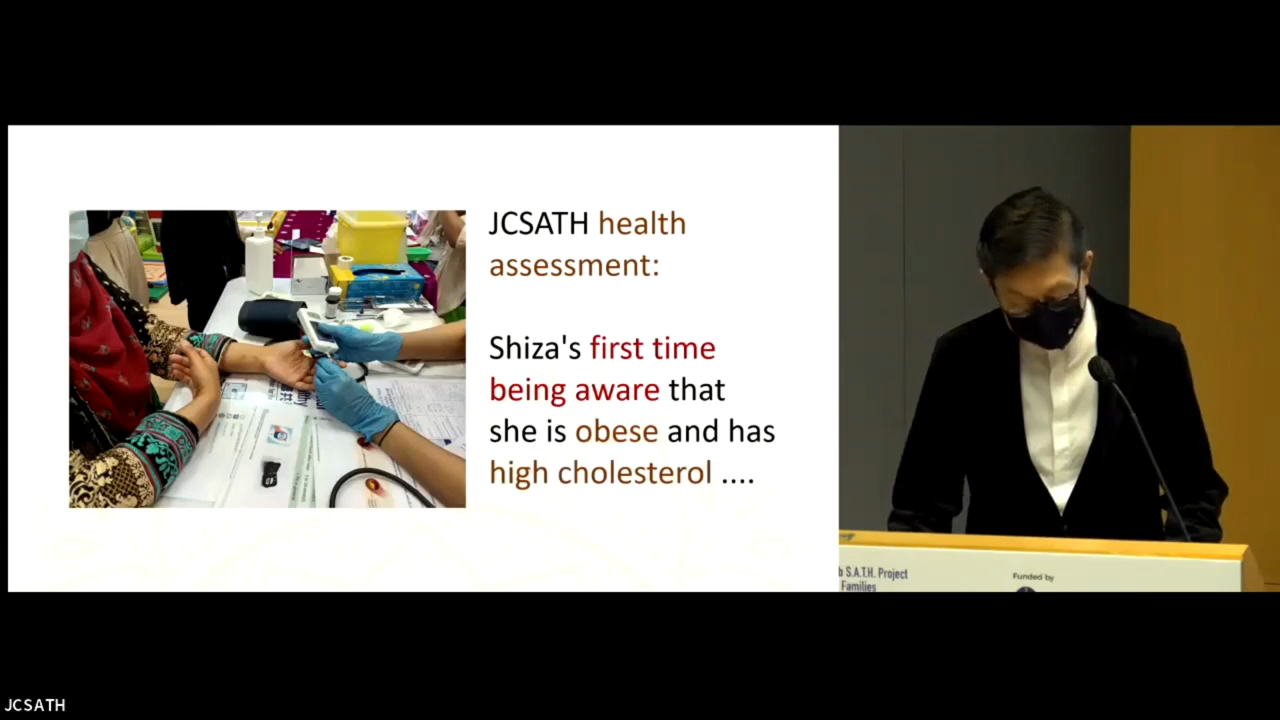 JCSATH health
assessment:
Shiza's first time
being aware that
she is obese and has
high cholesterol ....
S.A.T.H. Project
Families
Funded by
JCSATH